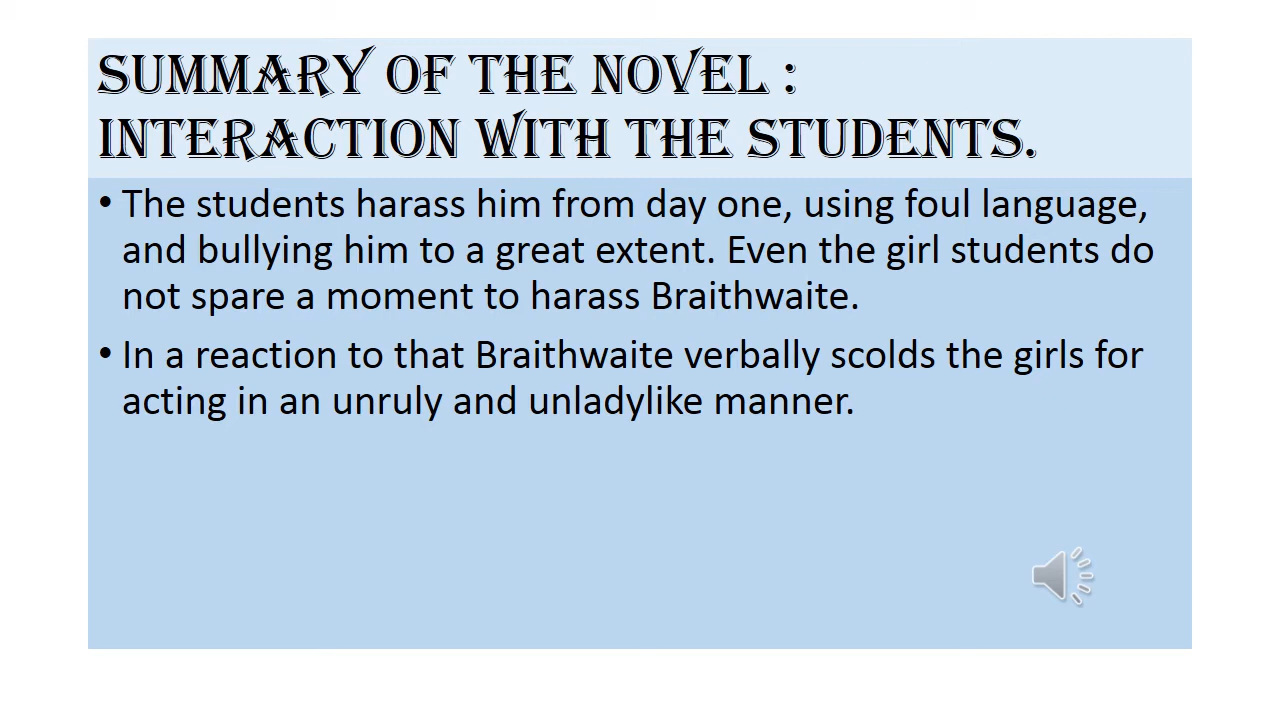 SUMMARY OF THE NOVEL :
INTERACTION WITH THE STUDENTS.
• The students harass him from day one, using foul language,
and bullying him to a great extent. Even the girl students do
not spare a moment to harass Braithwaite.
• In a reaction to that Braithwaite verbally scolds the girls for
acting in an unruly and unladylike manner.